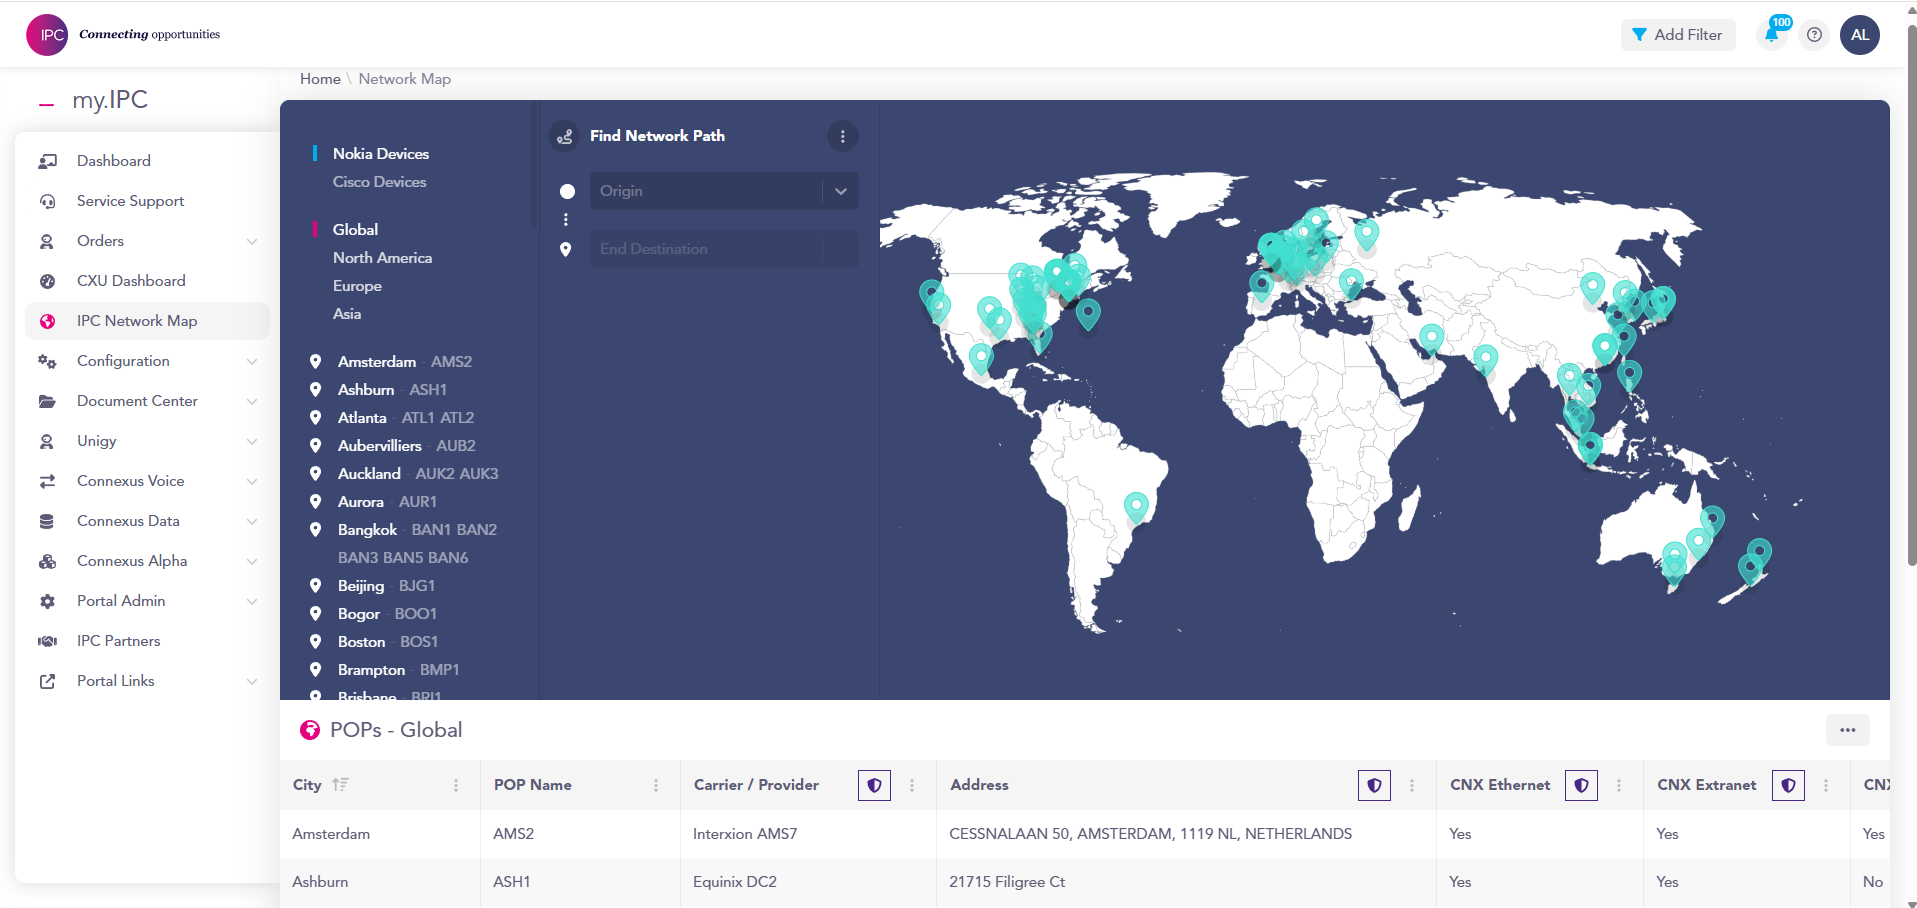 IPC Connecting opportunities
Add Filter
100
AL
my.IPC
Home \ Network Map
Dashboard
Service Support
Orders
CXU Dashboard
IPC Network Map
Configuration
Document Center
Unigy
Connexus Voice
Connexus Data
Connexus Alpha
Portal Admin
IPC Partners
Portal Links
Nokia Devices
Cisco Devices
Global
North America
Europe
Asia
Amsterdam - AMS2
Ashburn - ASH1
Atlanta - ATL1 ATL2
Aubervilliers - AUB2
Auckland - AUK2 AUK3
Aurora - AUR1
Bangkok - BAN1 BAN2
BAN3 BAN5 BAN6
Beijing - BJG1
Bogor - BOO1
Boston - BOS1
Brampton - BMP1
Brisbane - BRI1
Find Network Path
Origin
End Destination
POPs - Global
City POP Name Carrier / Provider Address CNX Ethernet CNX Extranet CNX
Amsterdam AMS2 Interxion AMS7 CESSNALAAN 50, AMSTERDAM, 1119 NL, NETHERLANDS Yes Yes Yes
Ashburn ASH1 Equinix DC2 21715 Filigree Ct Yes Yes No